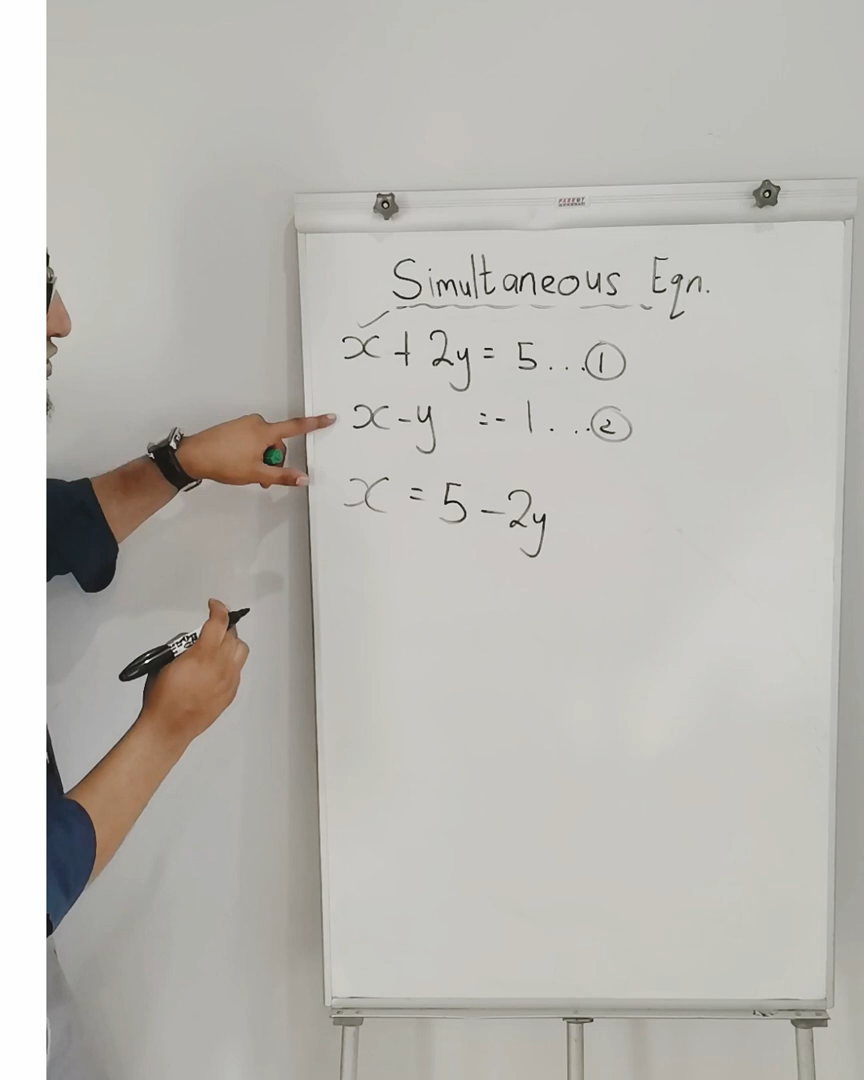 Simultaneous Eqn.
x + 2y = 5...①
x - y = -1...②
x = 5 - 2y